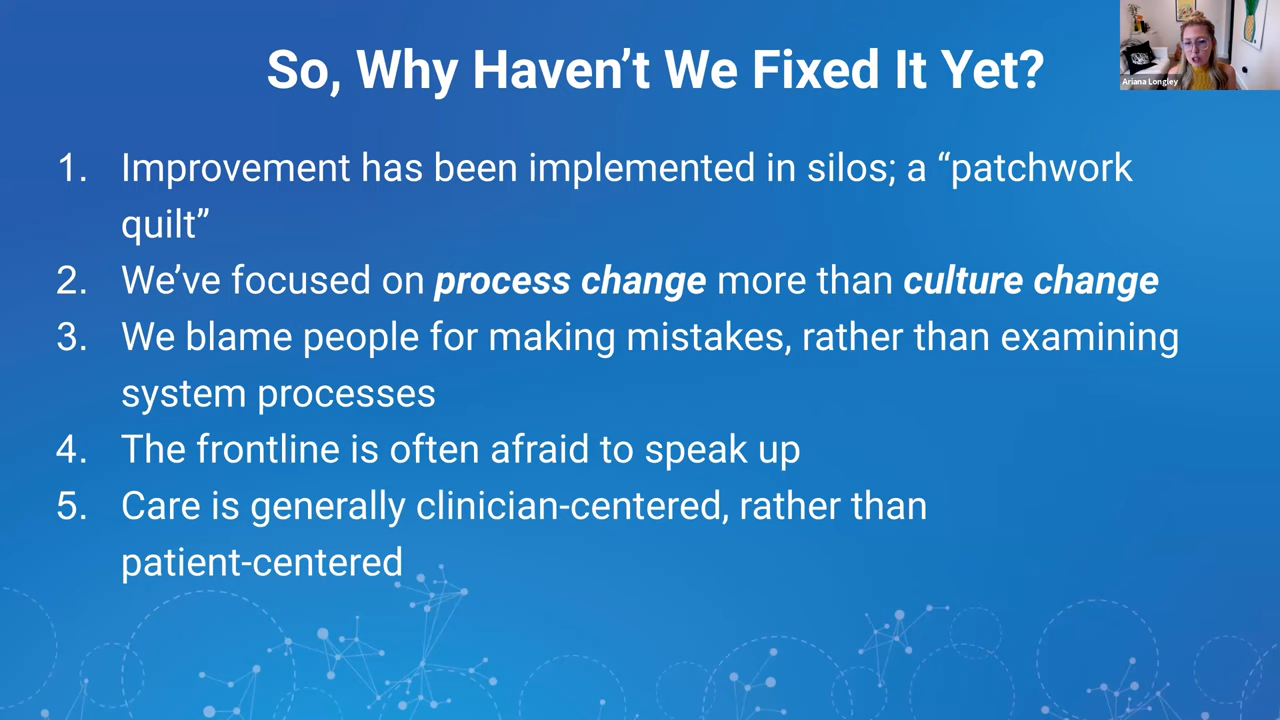 So, Why Haven’t We Fixed It Yet?
Ariana Longley
1. Improvement has been implemented in silos; a “patchwork
quilt”
2. We’ve focused on process change more than culture change
3. We blame people for making mistakes, rather than examining
system processes
4. The frontline is often afraid to speak up
5. Care is generally clinician-centered, rather than
patient-centered